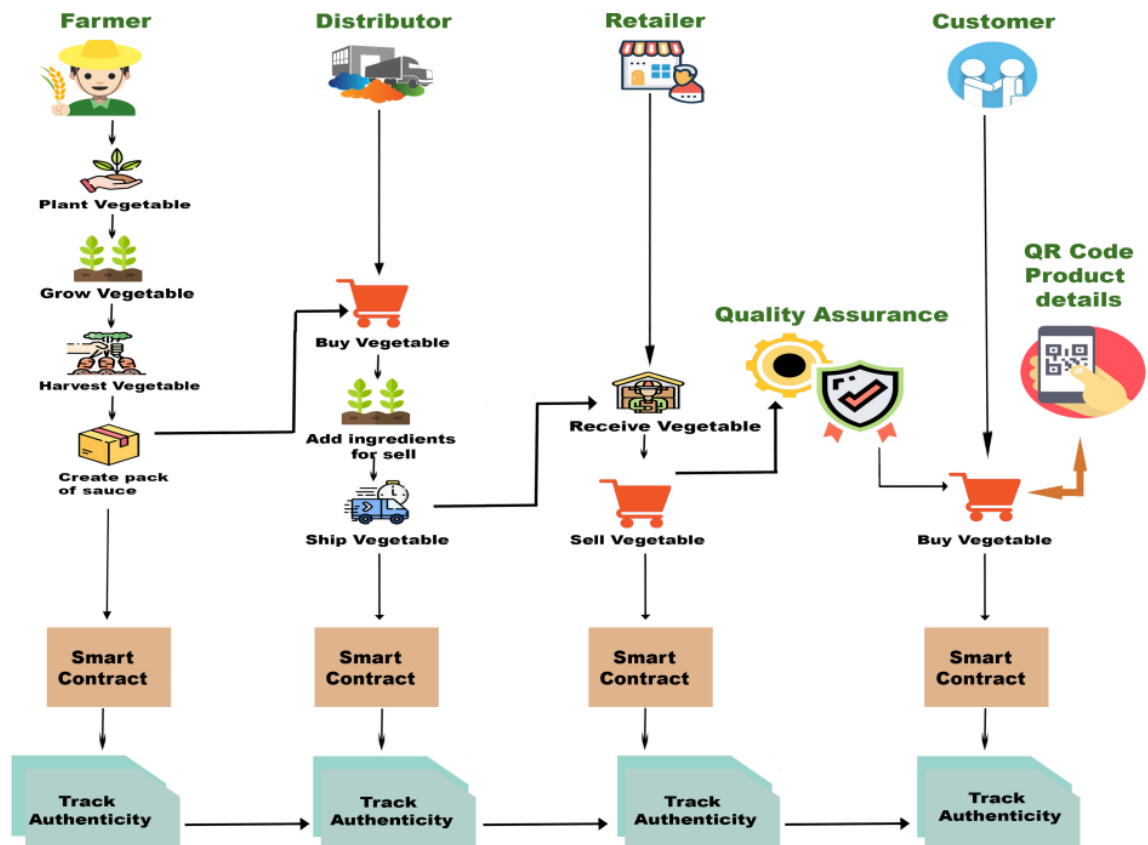 Farmer
Distributor
Retailer
Customer
Plant Vegetable
Grow Vegetable
Harvest Vegetable
Create pack
of sauce
Buy Vegetable
Add ingredients
for sell
Ship Vegetable
Receive Vegetable
Sell Vegetable
Quality Assurance
QR Code
Product
details
Buy Vegetable
Smart
Contract
Smart
Contract
Smart
Contract
Smart
Contract
Track
Authenticity
Track
Authenticity
Track
Authenticity
Track
Authenticity